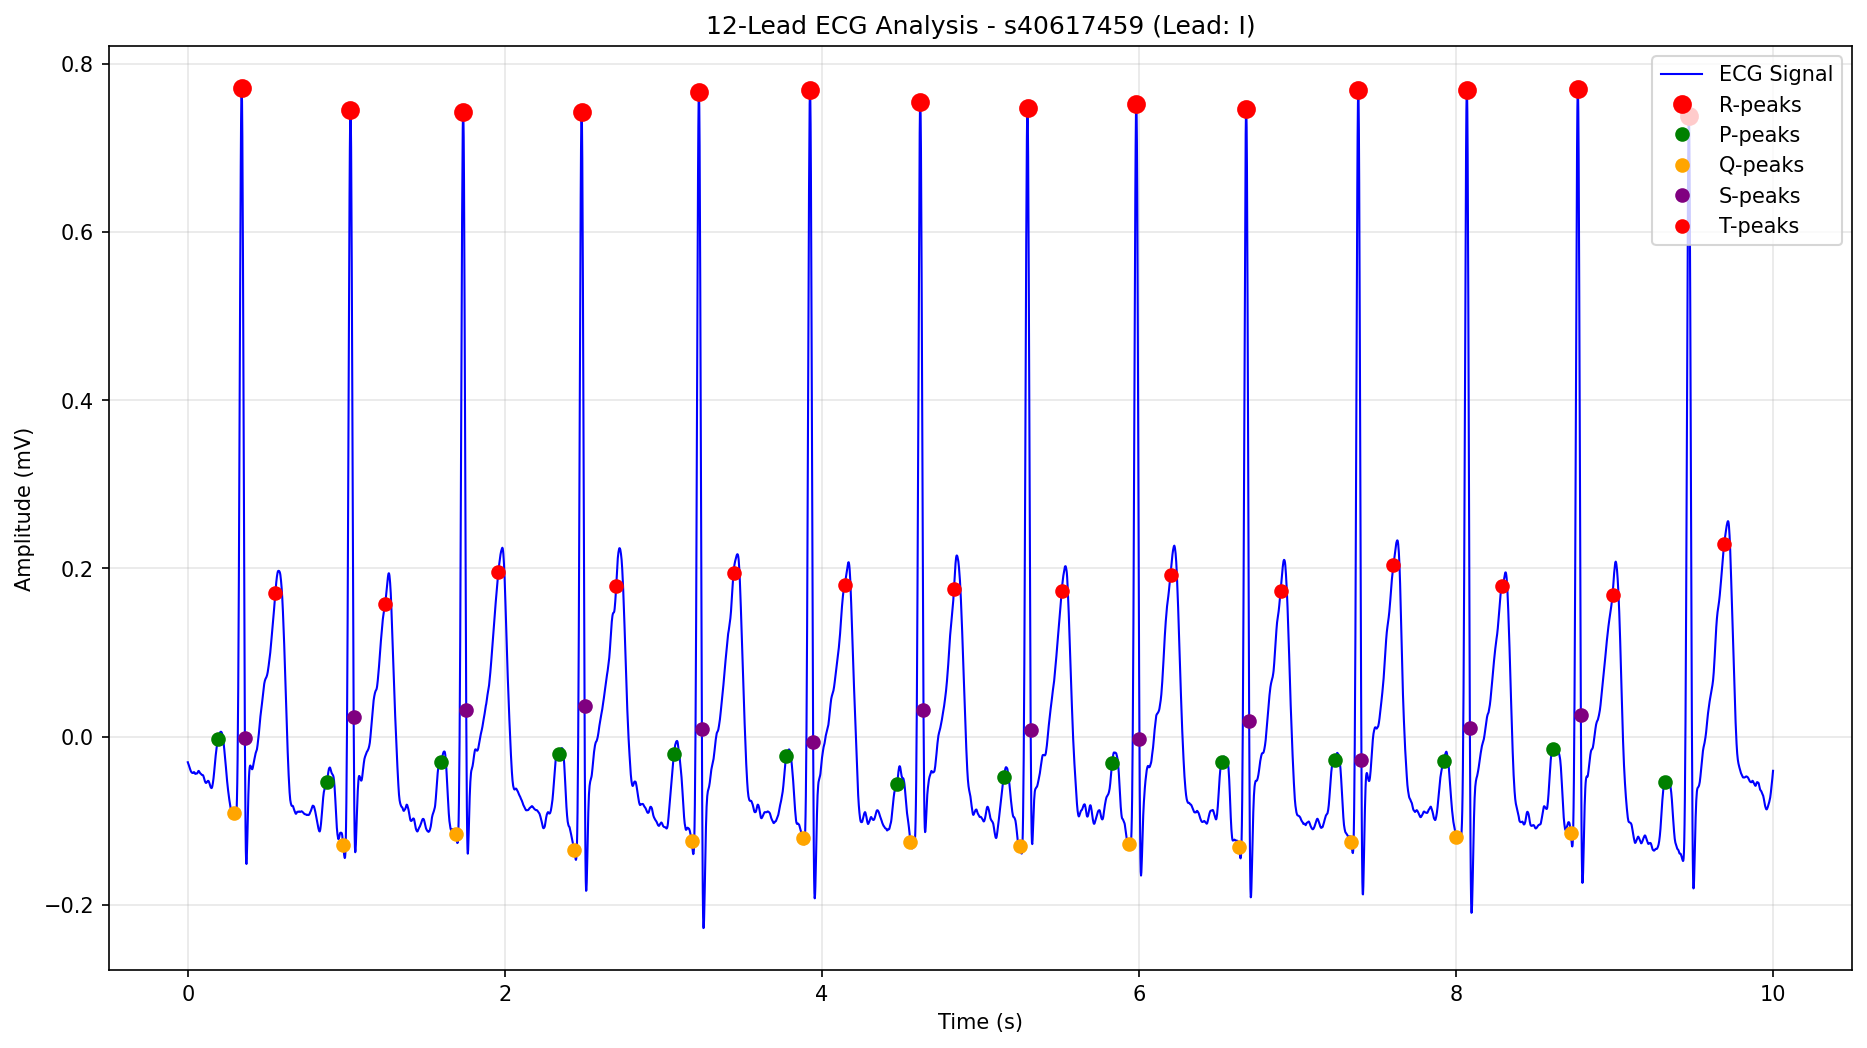 12-Lead ECG Analysis - s40617459 (Lead: I)
ECG Signal
R-peaks
P-peaks
Q-peaks
S-peaks
T-peaks
Amplitude (mV)
0.8
0.6
0.4
0.2
0.0
−0.2
0 2 4 6 8 10
Time (s)